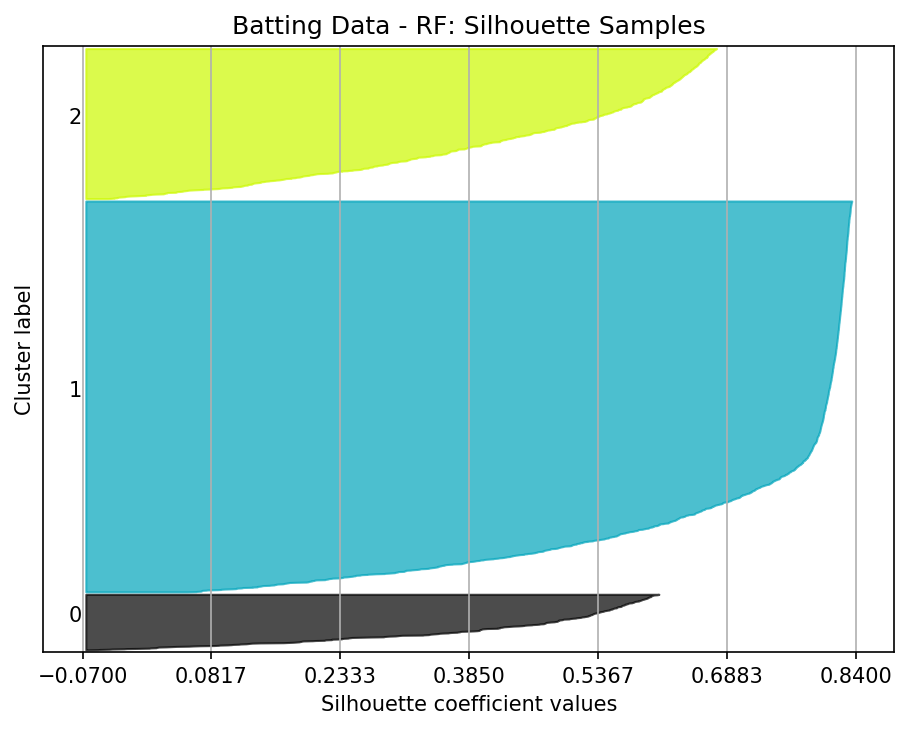 Batting Data - RF: Silhouette Samples
2
1
0
Cluster label
−0.0700 0.0817 0.2333 0.3850 0.5367 0.6883 0.8400
Silhouette coefficient values